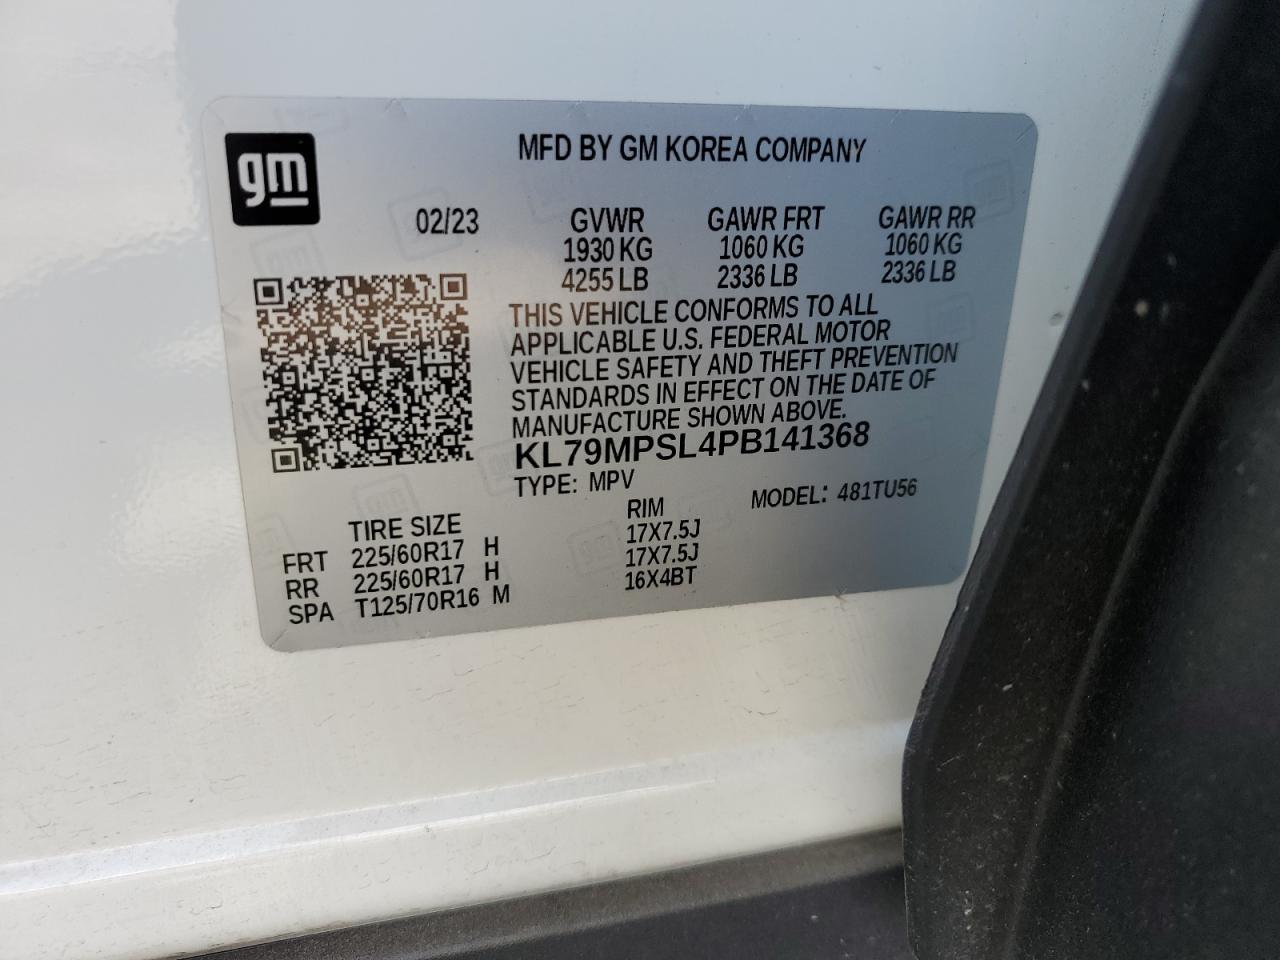 gm
MFD BY GM KOREA COMPANY
02/23 GVWR GAWR FRT GAWR RR
1930 KG 1060 KG 1060 KG
4255 LB 2336 LB 2336 LB
THIS VEHICLE CONFORMS TO ALL
APPLICABLE U.S. FEDERAL MOTOR
VEHICLE SAFETY AND THEFT PREVENTION
STANDARDS IN EFFECT ON THE DATE OF
MANUFACTURE SHOWN ABOVE.
KL79MPSL4PB141368
TYPE: MPV MODEL: 481TU56
TIRE SIZE RIM
FRT 225/60R17 H 17X7.5J
RR 225/60R17 H 17X7.5J
SPA T125/70R16 M 16X4BT